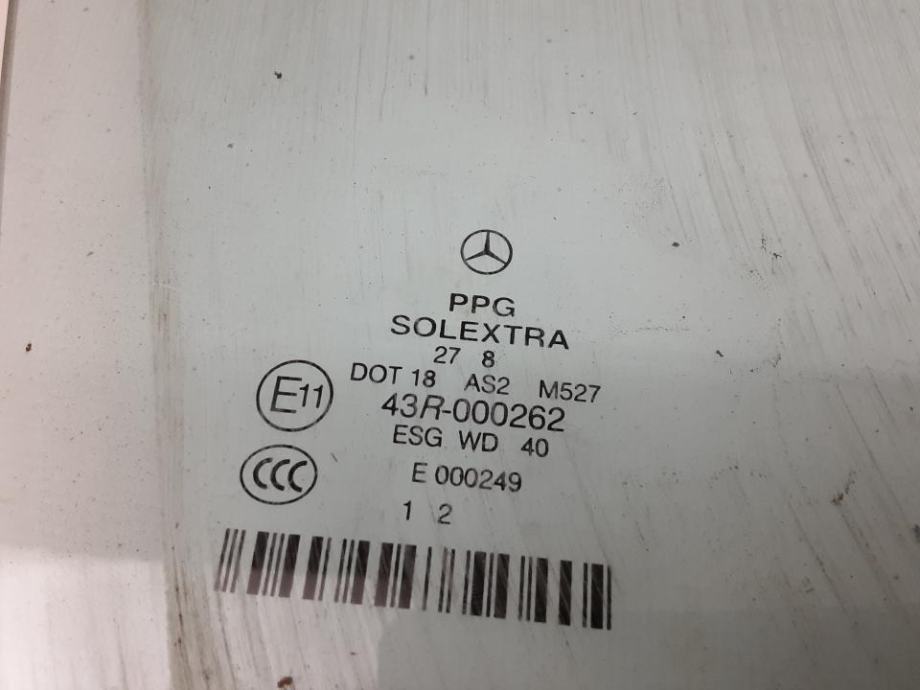 PPG
SOLEXTRA
27 8
DOT 18 AS2 M527
E11
43R-000262
ESG WD 40
CCC
E 000249
1 2